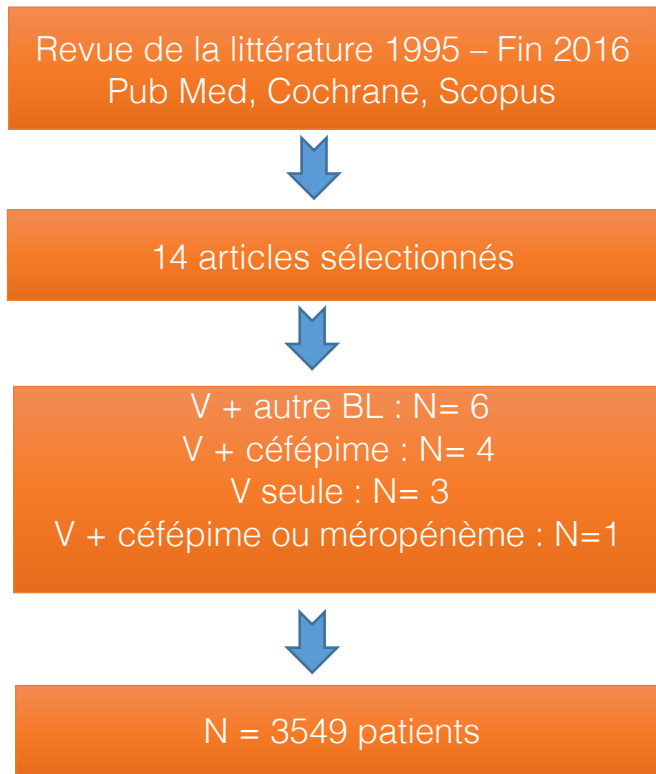 Revue de la littérature 1995 – Fin 2016
Pub Med, Cochrane, Scopus
14 articles sélectionnés
V + autre BL : N= 6
V + céfépime : N= 4
V seule : N= 3
V + céfépime ou méropénème : N=1
N = 3549 patients